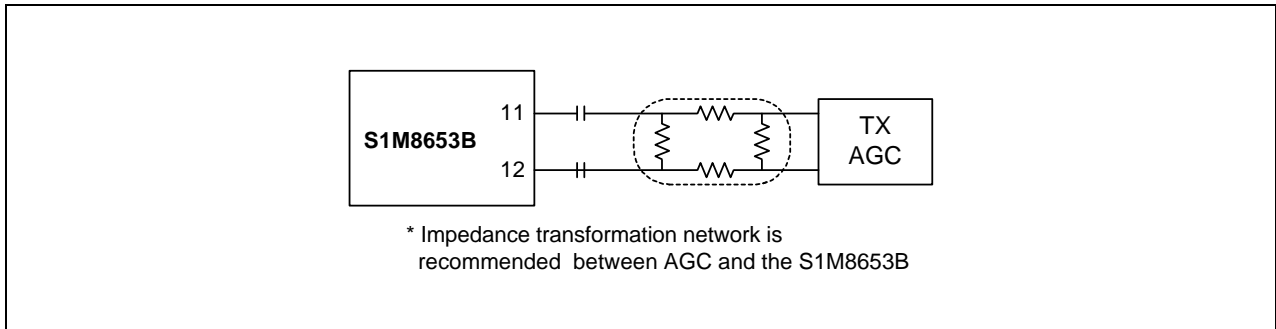 11
S1M8653B
12
TX
AGC
* Impedance transformation network is
recommended between AGC and the S1M8653B